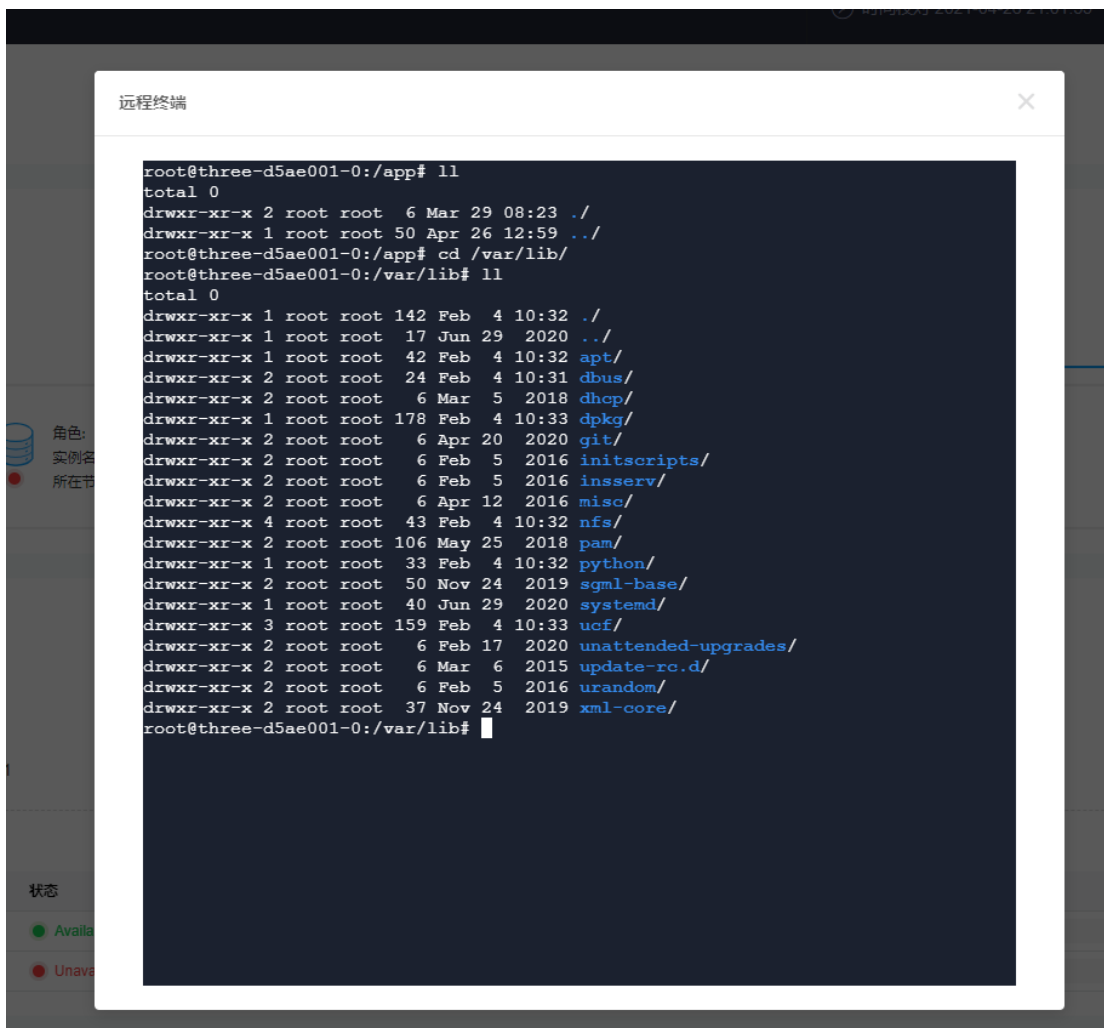 远程终端
root@three-d5ae001-0:/app# ll
total 0
drwxr-xr-x 2 root root  6 Mar 29 08:23 ./
drwxr-xr-x 1 root root 50 Apr 26 12:59 ../
root@three-d5ae001-0:/app# cd /var/lib/
root@three-d5ae001-0:/var/lib# ll
total 0
drwxr-xr-x 1 root root 142 Feb  4 10:32 ./
drwxr-xr-x 1 root root  17 Jun 29  2020 ../
drwxr-xr-x 1 root root  42 Feb  4 10:32 apt/
drwxr-xr-x 2 root root  24 Feb  4 10:31 dbus/
drwxr-xr-x 2 root root   6 Mar  5  2018 dhcp/
drwxr-xr-x 1 root root 178 Feb  4 10:33 dpkg/
drwxr-xr-x 2 root root   6 Apr 20  2020 git/
drwxr-xr-x 2 root root   6 Feb  5  2016 initscripts/
drwxr-xr-x 2 root root   6 Feb  5  2016 insserv/
drwxr-xr-x 2 root root   6 Apr 12  2016 misc/
drwxr-xr-x 4 root root  43 Feb  4 10:32 nfs/
drwxr-xr-x 2 root root 106 May 25  2018 pam/
drwxr-xr-x 1 root root  33 Feb  4 10:32 python/
drwxr-xr-x 2 root root  50 Nov 24  2019 sgml-base/
drwxr-xr-x 1 root root  40 Jun 29  2020 systemd/
drwxr-xr-x 3 root root 159 Feb  4 10:33 ucf/
drwxr-xr-x 2 root root   6 Feb 17  2020 unattended-upgrades/
drwxr-xr-x 2 root root   6 Mar  6  2015 update-rc.d/
drwxr-xr-x 2 root root   6 Feb  5  2016 urandom/
drwxr-xr-x 2 root root  37 Nov 24  2019 xml-core/
root@three-d5ae001-0:/var/lib#
角色:
实例名
所在节
状态
Availa
Unava